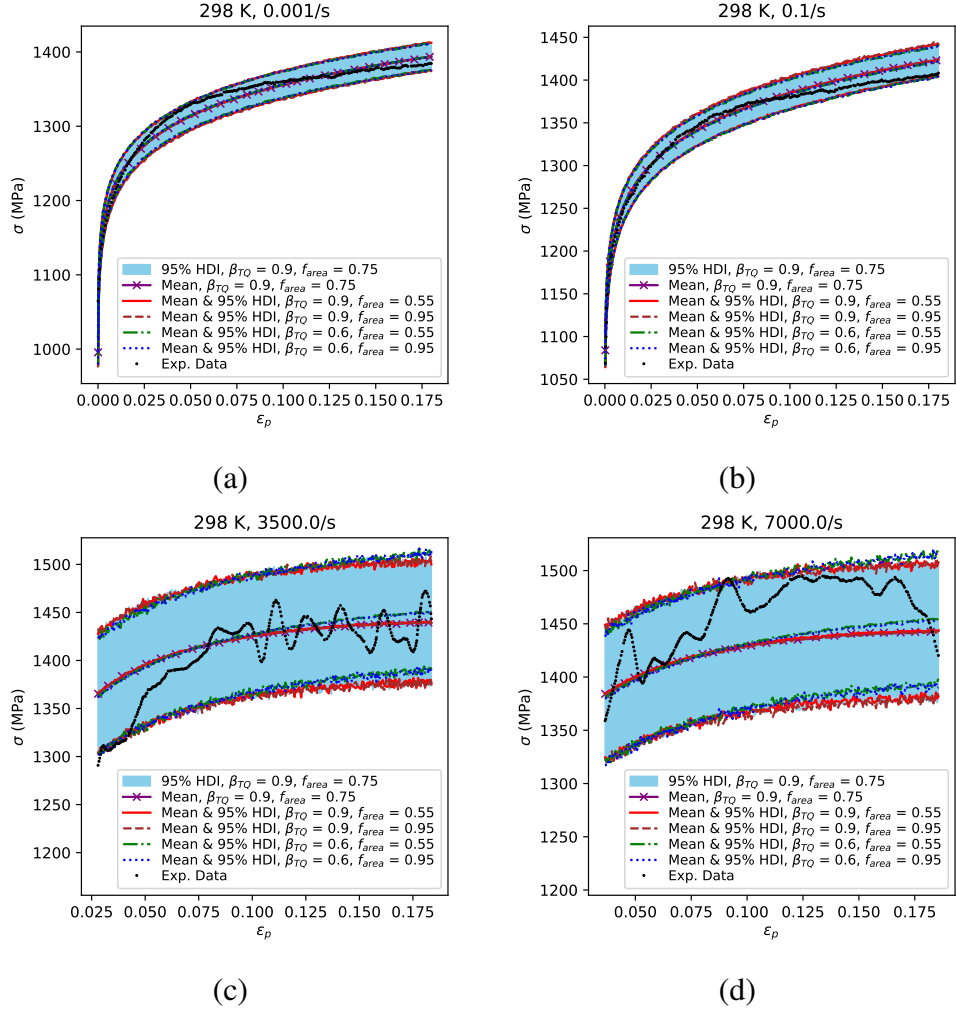 298 K, 0.001/s
1400
1300
1200
1100
1000
σ (MPa)
95% HDI, β_TQ = 0.9, f_area = 0.75
Mean, β_TQ = 0.9, f_area = 0.75
Mean & 95% HDI, β_TQ = 0.9, f_area = 0.55
Mean & 95% HDI, β_TQ = 0.9, f_area = 0.95
Mean & 95% HDI, β_TQ = 0.6, f_area = 0.55
Mean & 95% HDI, β_TQ = 0.6, f_area = 0.95
Exp. Data
0.000 0.025 0.050 0.075 0.100 0.125 0.150 0.175
ε_p
(a)
298 K, 0.1/s
1450
1400
1350
1300
1250
1200
1150
1100
1050
σ (MPa)
95% HDI, β_TQ = 0.9, f_area = 0.75
Mean, β_TQ = 0.9, f_area = 0.75
Mean & 95% HDI, β_TQ = 0.9, f_area = 0.55
Mean & 95% HDI, β_TQ = 0.9, f_area = 0.95
Mean & 95% HDI, β_TQ = 0.6, f_area = 0.55
Mean & 95% HDI, β_TQ = 0.6, f_area = 0.95
Exp. Data
0.000 0.025 0.050 0.075 0.100 0.125 0.150 0.175
ε_p
(b)
298 K, 3500.0/s
1500
1450
1400
1350
1300
1250
1200
σ (MPa)
95% HDI, β_TQ = 0.9, f_area = 0.75
Mean, β_TQ = 0.9, f_area = 0.75
Mean & 95% HDI, β_TQ = 0.9, f_area = 0.55
Mean & 95% HDI, β_TQ = 0.9, f_area = 0.95
Mean & 95% HDI, β_TQ = 0.6, f_area = 0.55
Mean & 95% HDI, β_TQ = 0.6, f_area = 0.95
Exp. Data
0.025 0.050 0.075 0.100 0.125 0.150 0.175
ε_p
(c)
298 K, 7000.0/s
1500
1450
1400
1350
1300
1250
1200
σ (MPa)
95% HDI, β_TQ = 0.9, f_area = 0.75
Mean, β_TQ = 0.9, f_area = 0.75
Mean & 95% HDI, β_TQ = 0.9, f_area = 0.55
Mean & 95% HDI, β_TQ = 0.9, f_area = 0.95
Mean & 95% HDI, β_TQ = 0.6, f_area = 0.55
Mean & 95% HDI, β_TQ = 0.6, f_area = 0.95
Exp. Data
0.050 0.075 0.100 0.125 0.150 0.175
ε_p
(d)